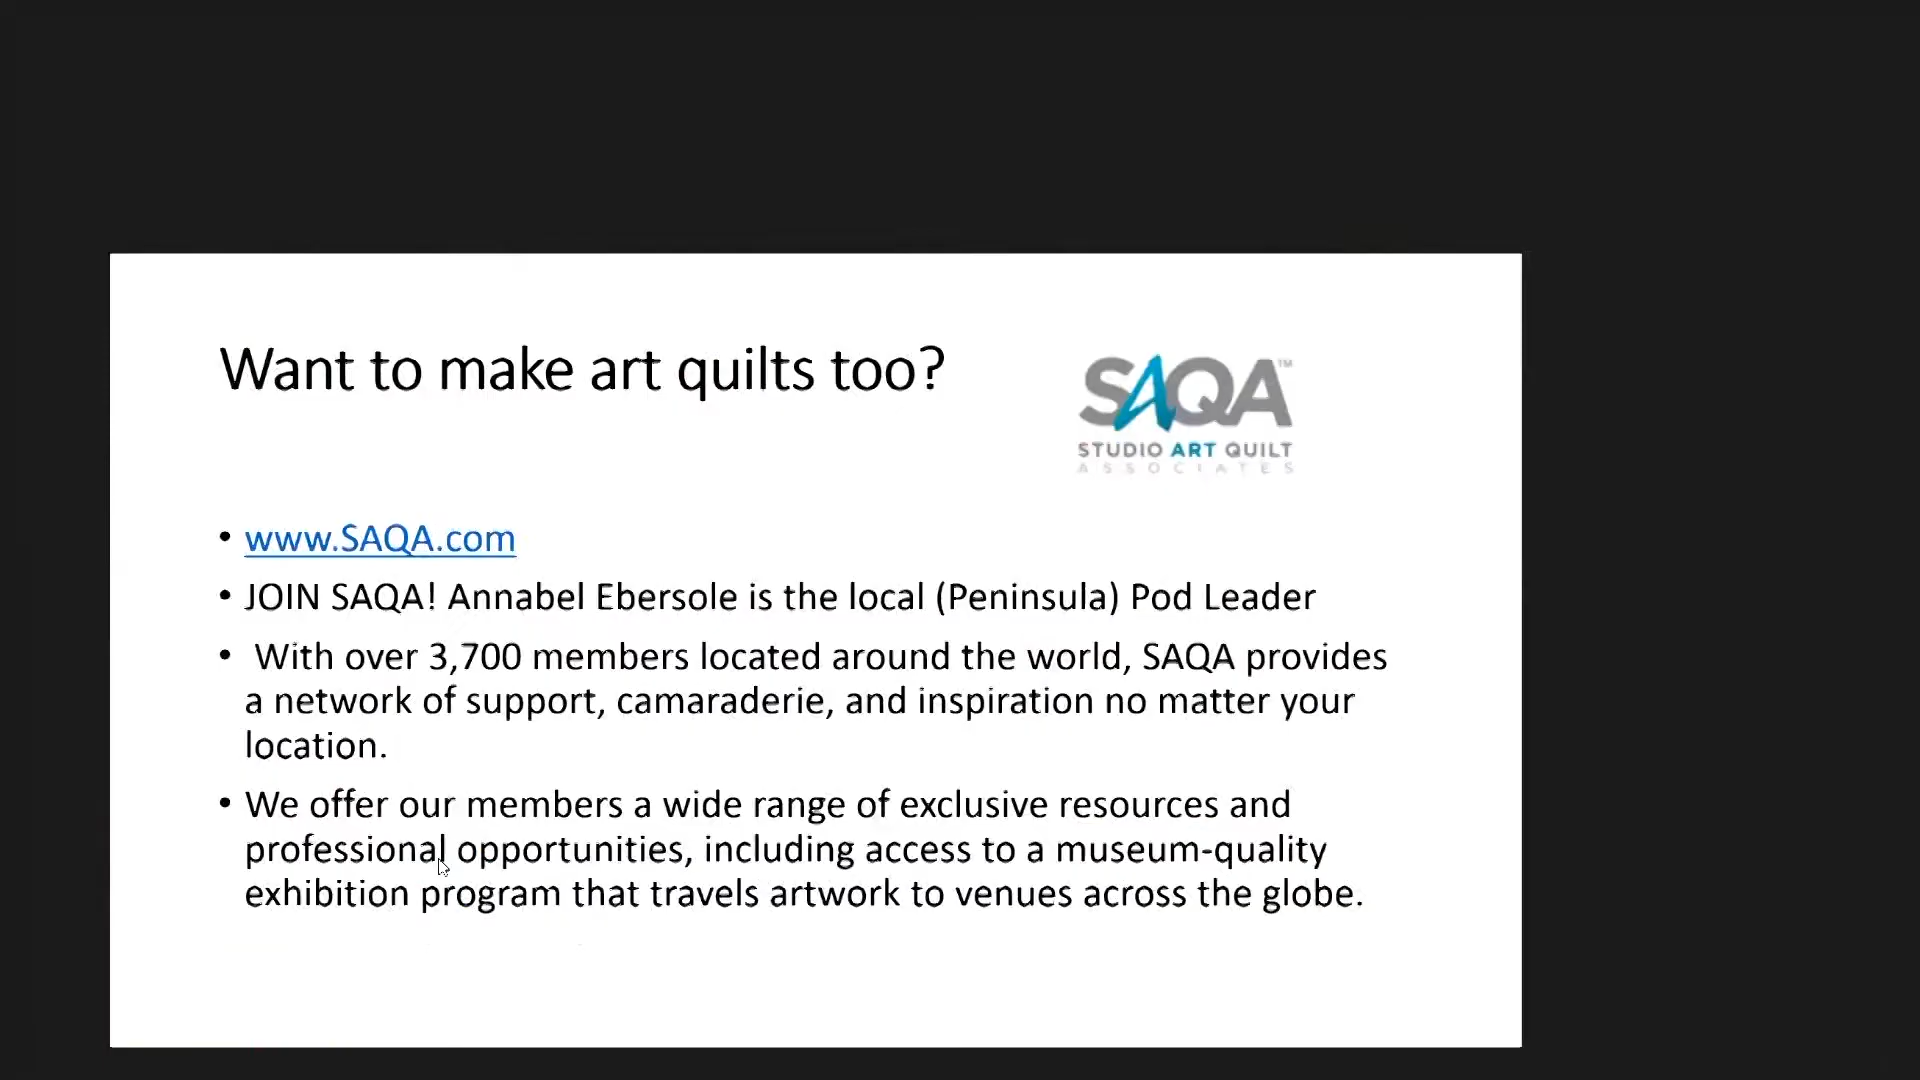 Want to make art quilts too?
SAQA™
STUDIO ART QUILT
ASSOCIATES
• www.SAQA.com
• JOIN SAQA! Annabel Ebersole is the local (Peninsula) Pod Leader
• With over 3,700 members located around the world, SAQA provides
a network of support, camaraderie, and inspiration no matter your
location.
• We offer our members a wide range of exclusive resources and
professional opportunities, including access to a museum-quality
exhibition program that travels artwork to venues across the globe.